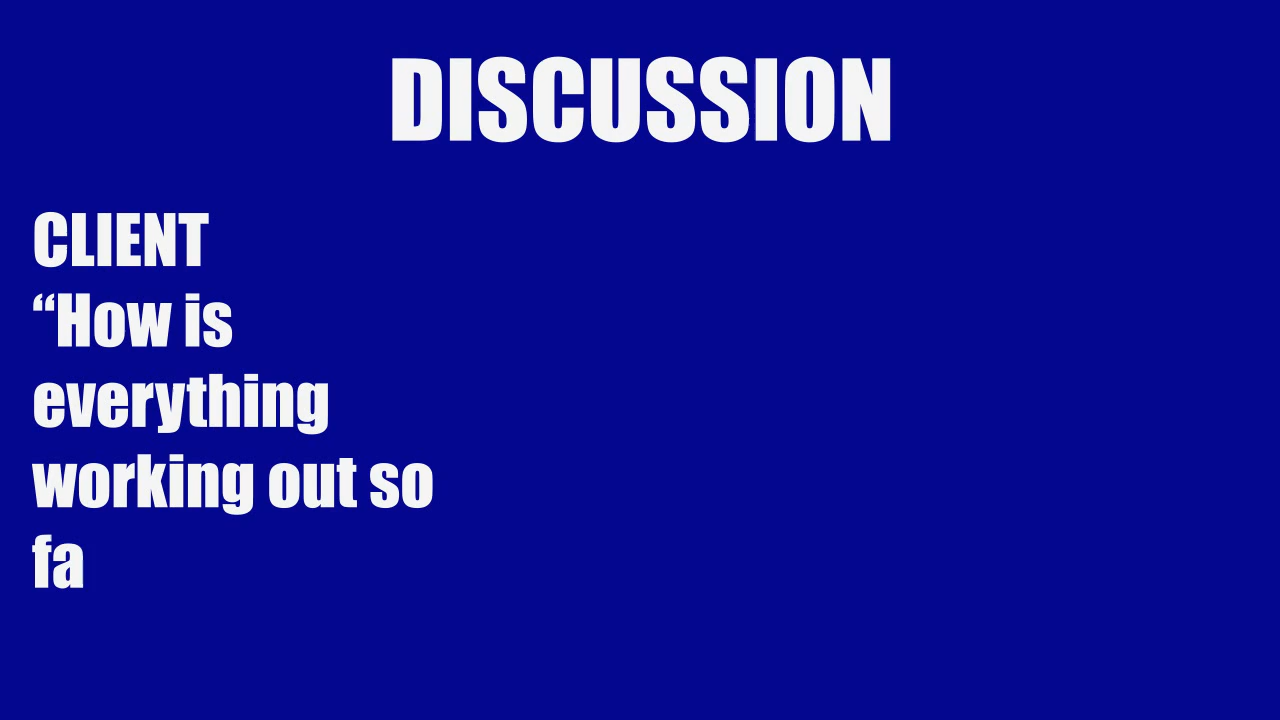 DISCUSSION
CLIENT
“How is
everything
working out so
fa